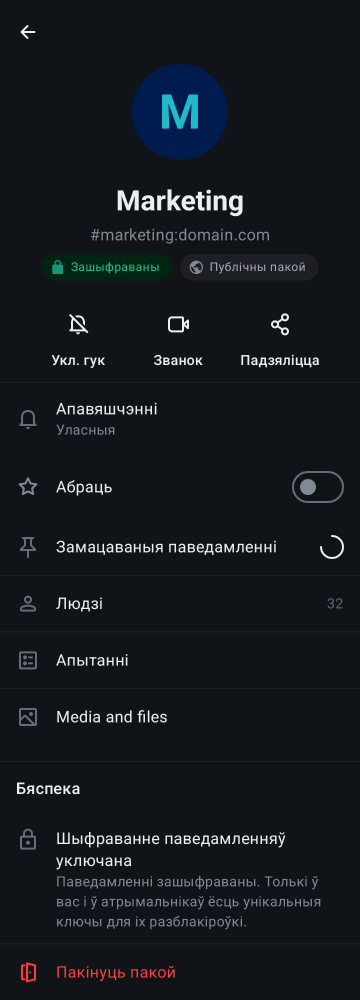 M
Marketing
#marketing:domain.com
Зашыфраваны
Публічны пакой
Укл. гук
Званок
Падзяліцца
Апавяшчэнні
Уласныя
Абраць
Замацаваныя паведамленні
Людзі
32
Апытанні
Media and files
Бяспека
Шыфраванне паведамленняў
уключана
Паведамленні зашыфраваны. Толькі ў
вас і ў атрымальнікаў ёсць унікальныя
ключы для іх разблакіроўкі.
Пакінуць пакой